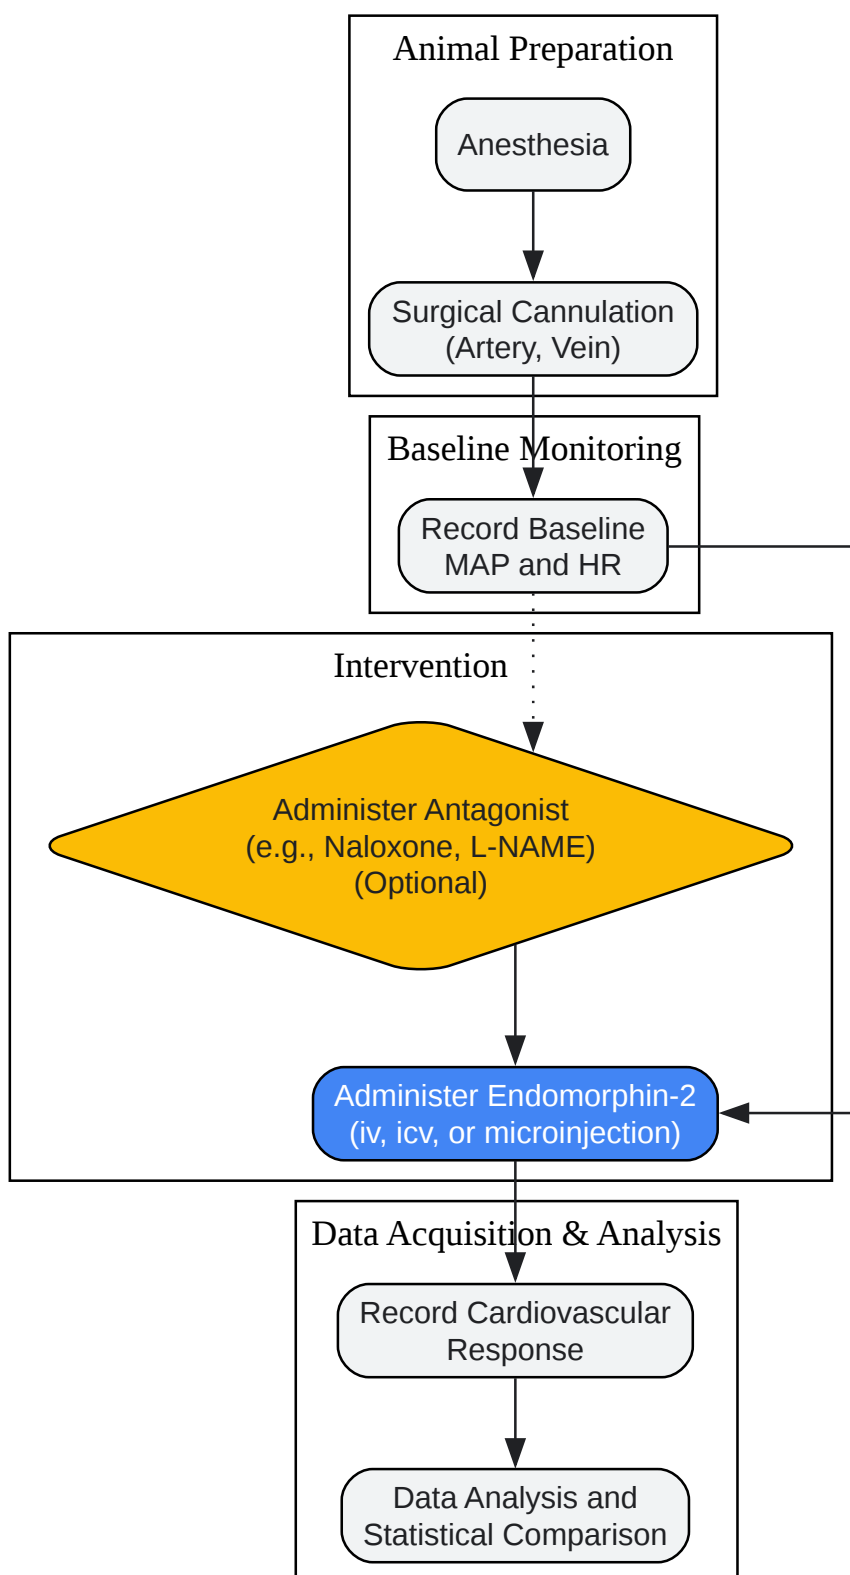 Animal Preparation
Anesthesia
Surgical Cannulation
(Artery, Vein)
Baseline Monitoring
Record Baseline
MAP and HR
Intervention
Administer Antagonist
(e.g., Naloxone, L-NAME)
(Optional)
Administer Endomorphin-2
(iv, icv, or microinjection)
Data Acquisition & Analysis
Record Cardiovascular
Response
Data Analysis and
Statistical Comparison